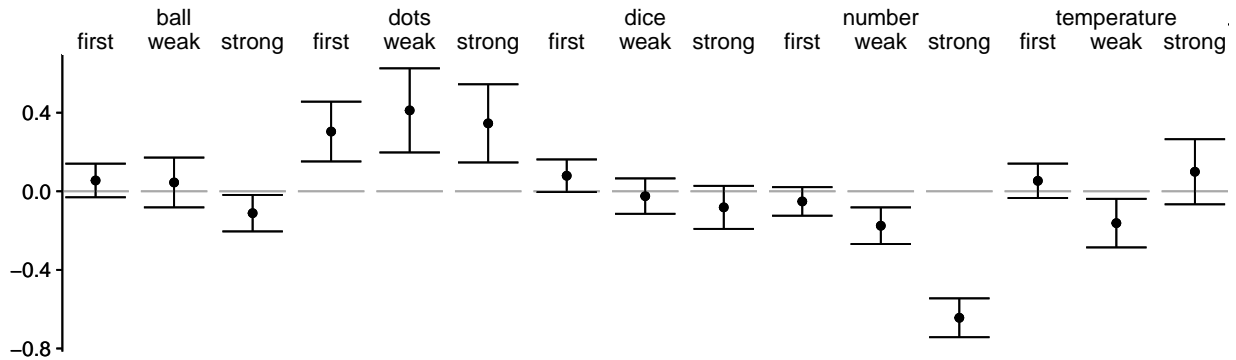 ball dots dice number temperature
first weak strong first weak strong first weak strong first weak strong first weak strong
0.4
0.0
−0.4
−0.8